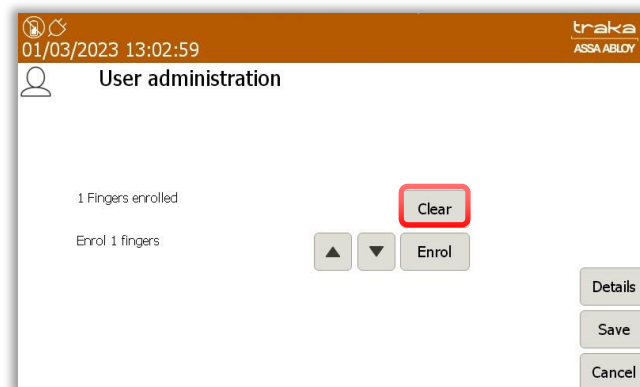 traka
01/03/2023 13:02:59
ASSA ABLOY
User administration
1 Fingers enrolled
Clear
Enrol 1 fingers
Enrol
Details
Save
Cancel